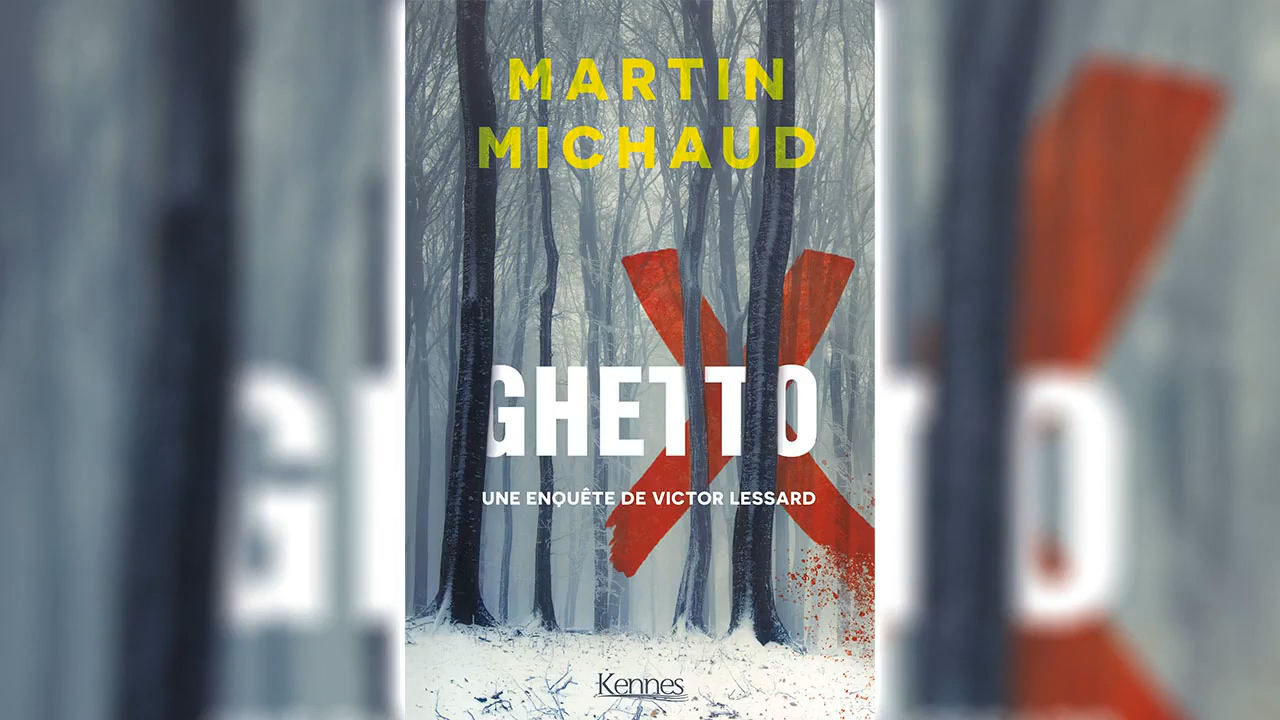 MARTIN
MICHAUD
X
GHETTO
UNE ENQUÊTE DE VICTOR LESSARD
Kennes